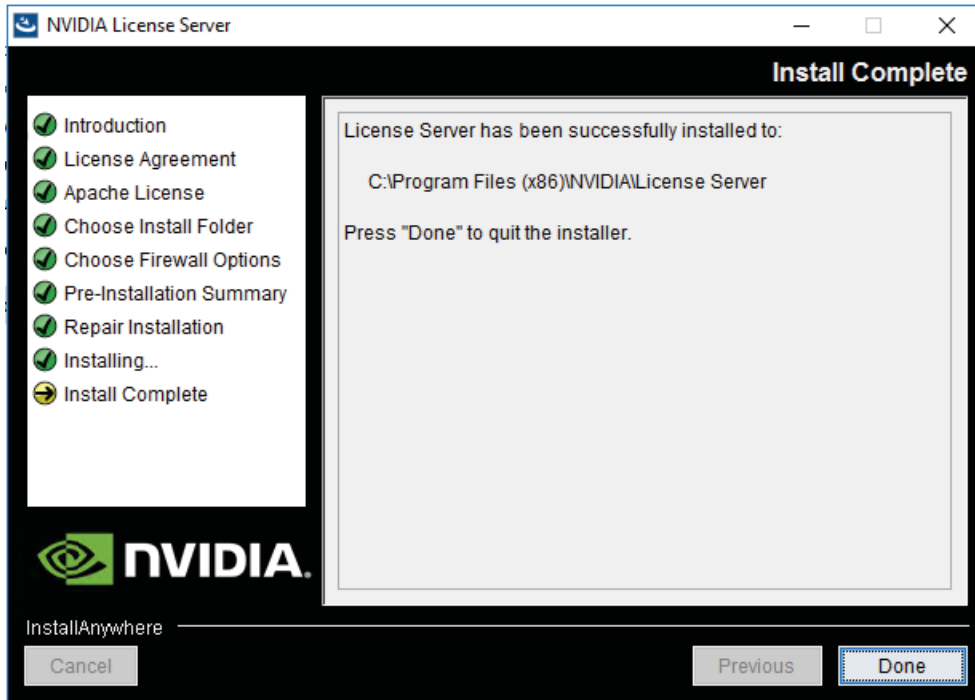 NVIDIA License Server
Install Complete
Introduction
License Agreement
Apache License
Choose Install Folder
Choose Firewall Options
Pre-Installation Summary
Repair Installation
Installing...
Install Complete
License Server has been successfully installed to:
C:\Program Files (x86)\NVIDIA\License Server
Press "Done" to quit the installer.
NVIDIA.
InstallAnywhere
Cancel
Previous
Done